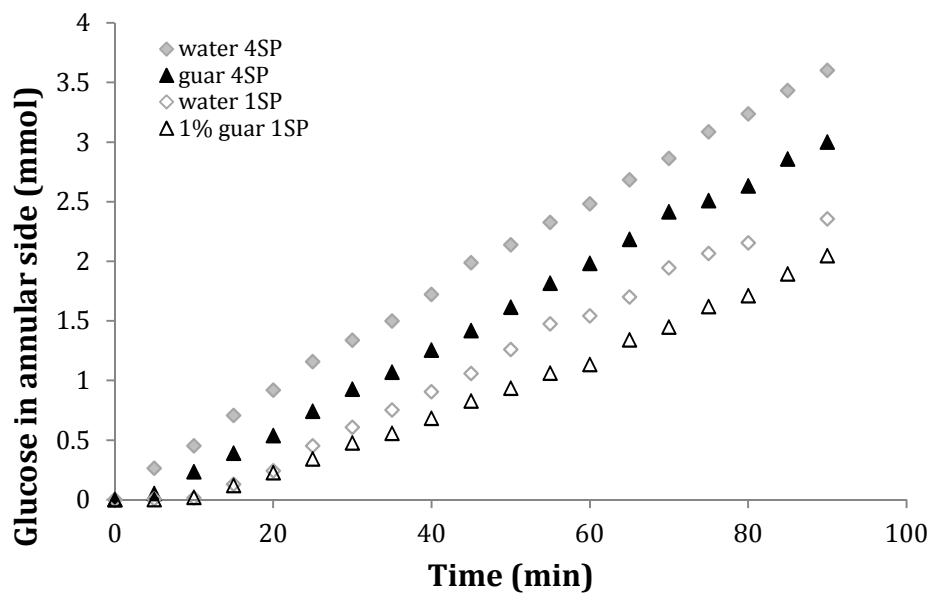 4
3.5
3
2.5
2
1.5
1
0.5
0
water 4SP
guar 4SP
water 1SP
1% guar 1SP
Glucose in annular side (mmol)
0 20 40 60 80 100
Time (min)